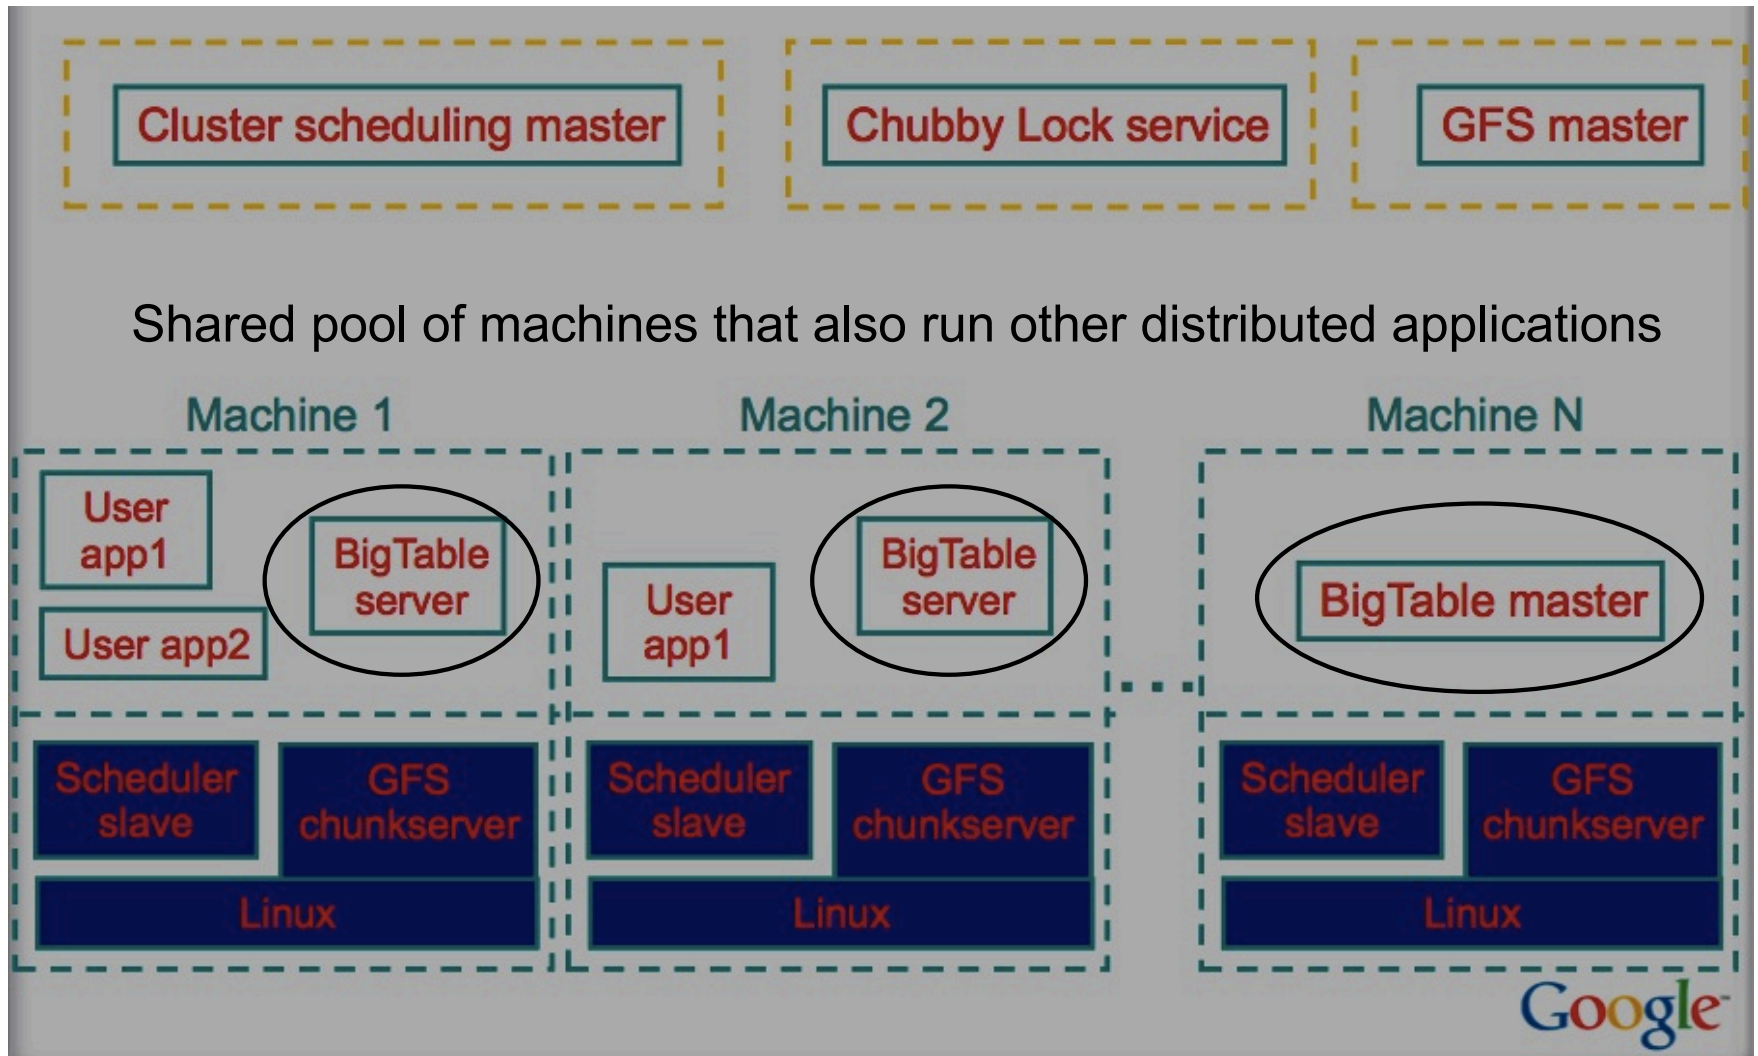 Cluster scheduling master
Chubby Lock service
GFS master
Shared pool of machines that also run other distributed applications
Machine 1
Machine 2
Machine N
User
app1
User app2
BigTable
server
User
app1
BigTable
server
...
BigTable master
Scheduler
slave
GFS
chunkserver
Linux
Scheduler
slave
GFS
chunkserver
Linux
Scheduler
slave
GFS
chunkserver
Linux
Google™